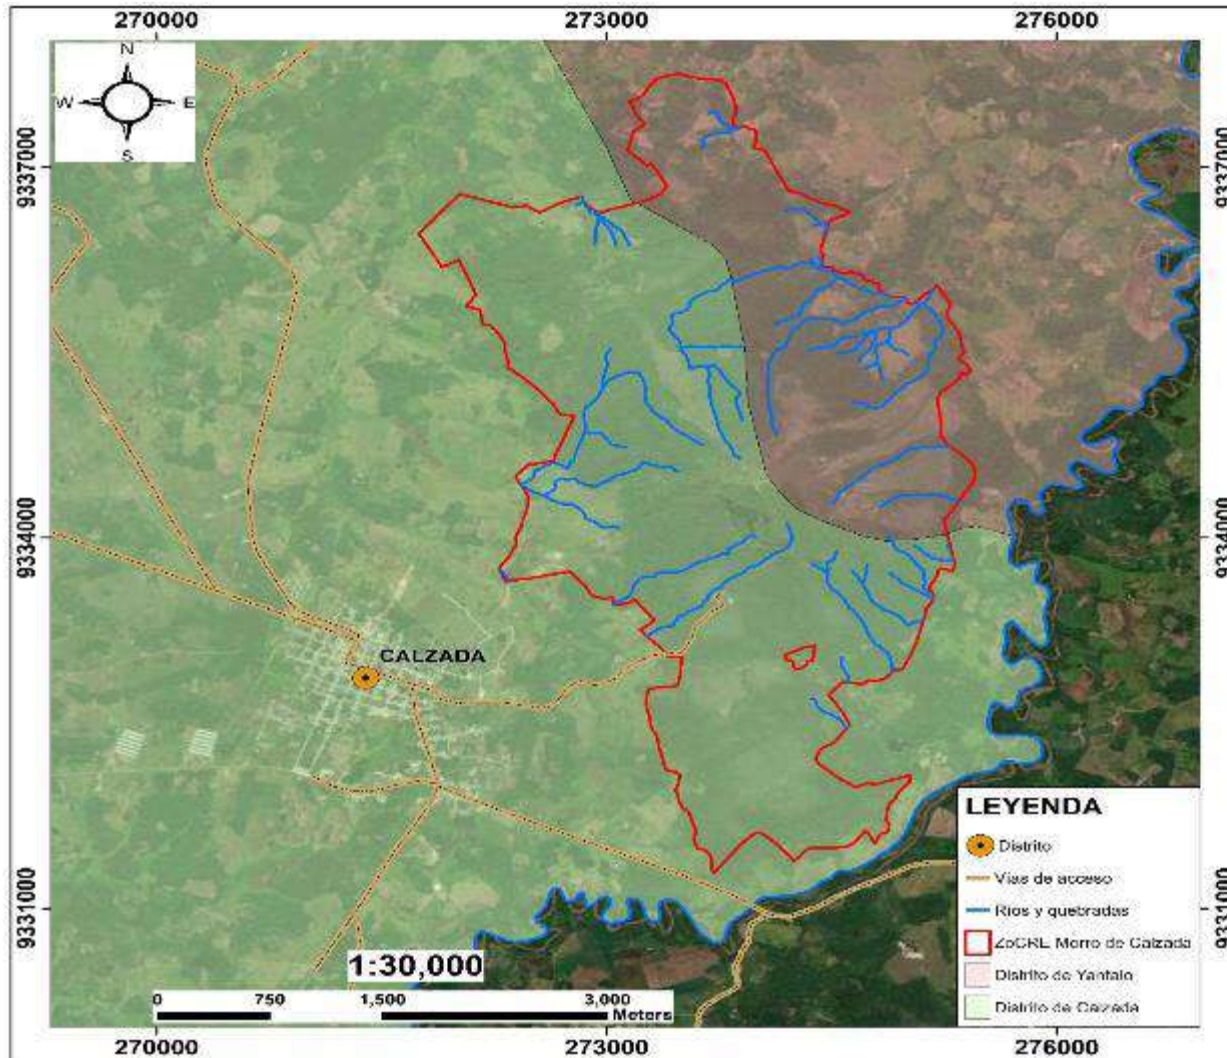 270000 273000 276000
N
W E
S
9337000 9337000
9334000 9334000
CALZADA
LEYENDA
Distrito
Vias de acceso
Rios y quebradas
ZoCRE Morro de Calzada
Distrito de Yantalo
Distrito de Calzada
9331000 9331000
1:30,000
0 750 1,500 3,000
Meters
270000 273000 276000